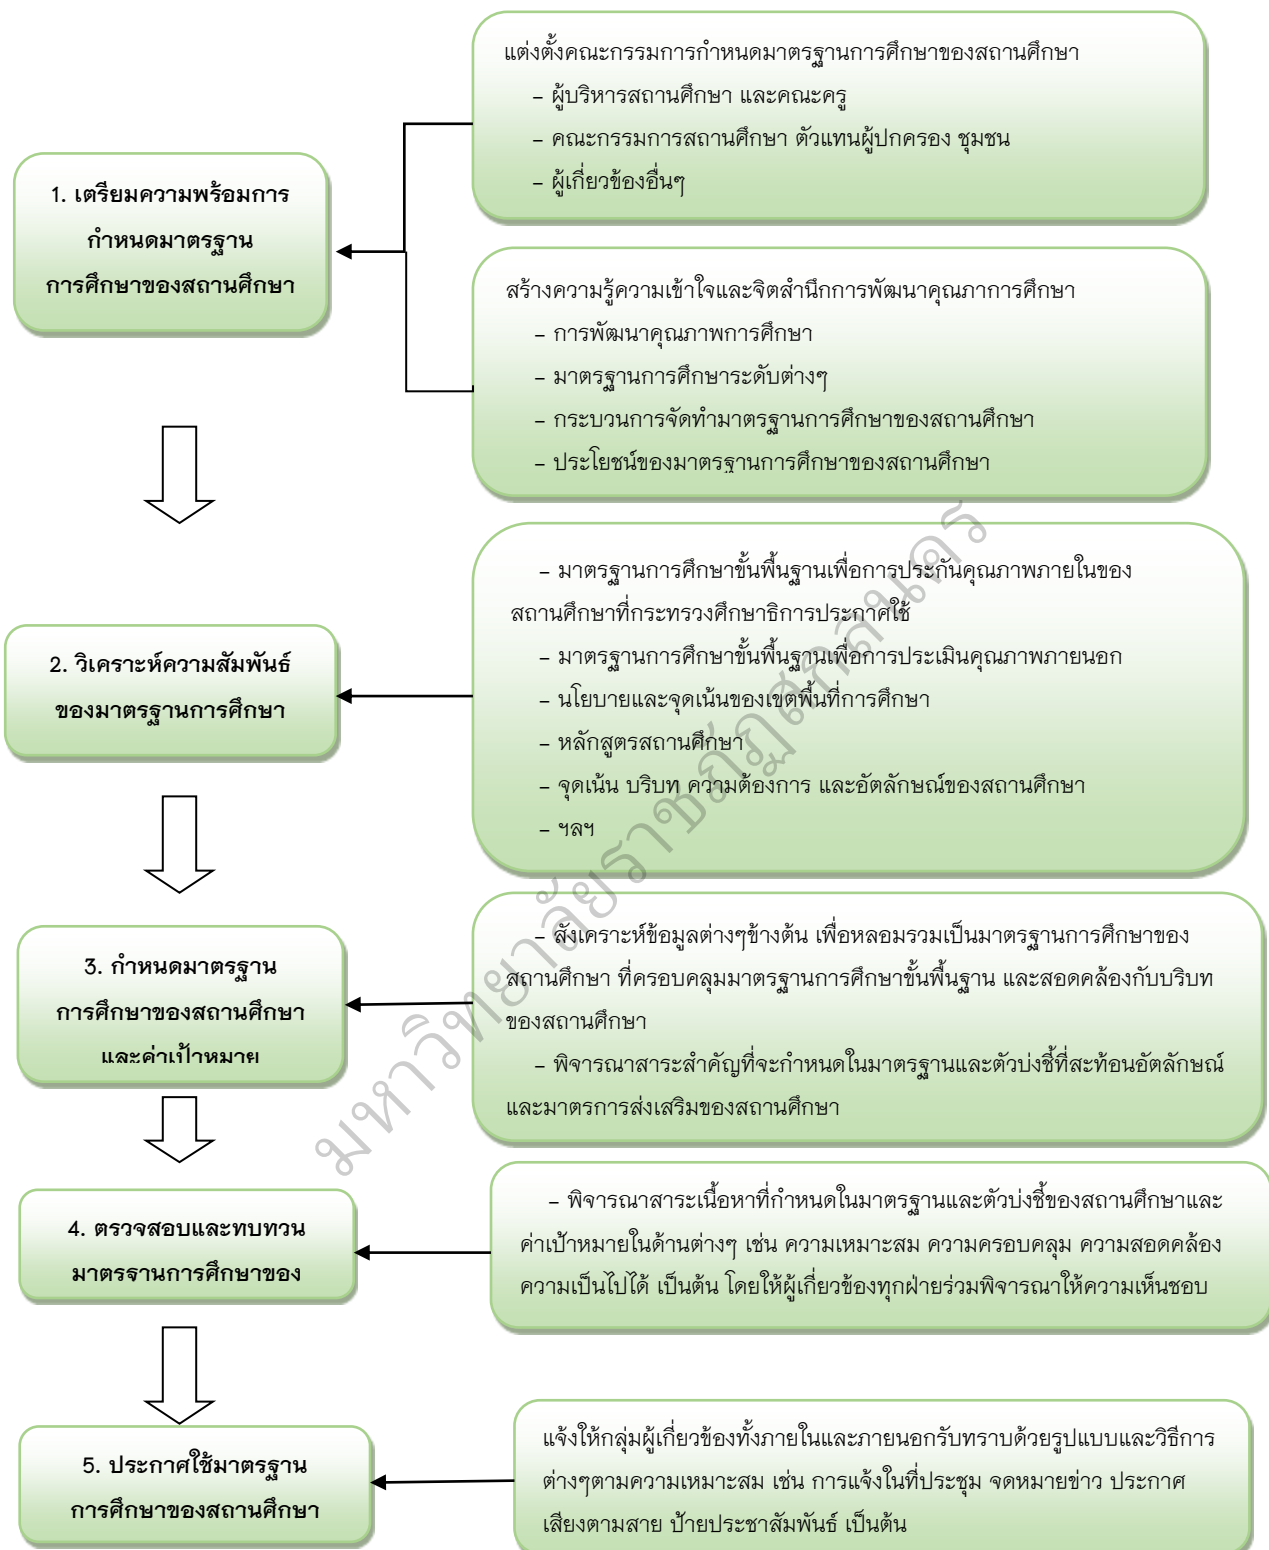 แต่งตั้งคณะกรรมการกำหนดมาตรฐานการศึกษาของสถานศึกษา
– ผู้บริหารสถานศึกษา และคณะครู
– คณะกรรมการสถานศึกษา ตัวแทนผู้ปกครอง ชุมชน
– ผู้เกี่ยวข้องอื่นๆ
1. เตรียมความพร้อมการ
กำหนดมาตรฐาน
การศึกษาของสถานศึกษา
สร้างความรู้ความเข้าใจและจิตสำนึกการพัฒนาคุณภาการศึกษา
– การพัฒนาคุณภาพการศึกษา
– มาตรฐานการศึกษาระดับต่างๆ
– กระบวนการจัดทำมาตรฐานการศึกษาของสถานศึกษา
– ประโยชน์ของมาตรฐานการศึกษาของสถานศึกษา
– มาตรฐานการศึกษาขั้นพื้นฐานเพื่อการประกันคุณภาพภายในของ
สถานศึกษาที่กระทรวงศึกษาธิการประกาศใช้
– มาตรฐานการศึกษาขั้นพื้นฐานเพื่อการประเมินคุณภาพภายนอก
– นโยบายและจุดเน้นของเขตพื้นที่การศึกษา
– หลักสูตรสถานศึกษา
– จุดเน้น บริบท ความต้องการ และอัตลักษณ์ของสถานศึกษา
– ฯลฯ
2. วิเคราะห์ความสัมพันธ์
ของมาตรฐานการศึกษา
– สังเคราะห์ข้อมูลต่างๆข้างต้น เพื่อหลอมรวมเป็นมาตรฐานการศึกษาของ
สถานศึกษา ที่ครอบคลุมมาตรฐานการศึกษาขั้นพื้นฐาน และสอดคล้องกับบริบท
ของสถานศึกษา
– พิจารณาสาระสำคัญที่จะกำหนดในมาตรฐานและตัวบ่งชี้ที่สะท้อนอัตลักษณ์
และมาตรการส่งเสริมของสถานศึกษา
3. กำหนดมาตรฐาน
การศึกษาของสถานศึกษา
และค่าเป้าหมาย
– พิจารณาสาระเนื้อหาที่กำหนดในมาตรฐานและตัวบ่งชี้ของสถานศึกษาและ
ค่าเป้าหมายในด้านต่างๆ เช่น ความเหมาะสม ความครอบคลุม ความสอดคล้อง
ความเป็นไปได้ เป็นต้น โดยให้ผู้เกี่ยวข้องทุกฝ่ายร่วมพิจารณาให้ความเห็นชอบ
4. ตรวจสอบและทบทวน
มาตรฐานการศึกษาของ
แจ้งให้กลุ่มผู้เกี่ยวข้องทั้งภายในและภายนอกรับทราบด้วยรูปแบบและวิธีการ
ต่างๆตามความเหมาะสม เช่น การแจ้งในที่ประชุม จดหมายข่าว ประกาศ
เสียงตามสาย ป้ายประชาสัมพันธ์ เป็นต้น
5. ประกาศใช้มาตรฐาน
การศึกษาของสถานศึกษา
มหาวิทยาลัยราชภัฏสกลนคร